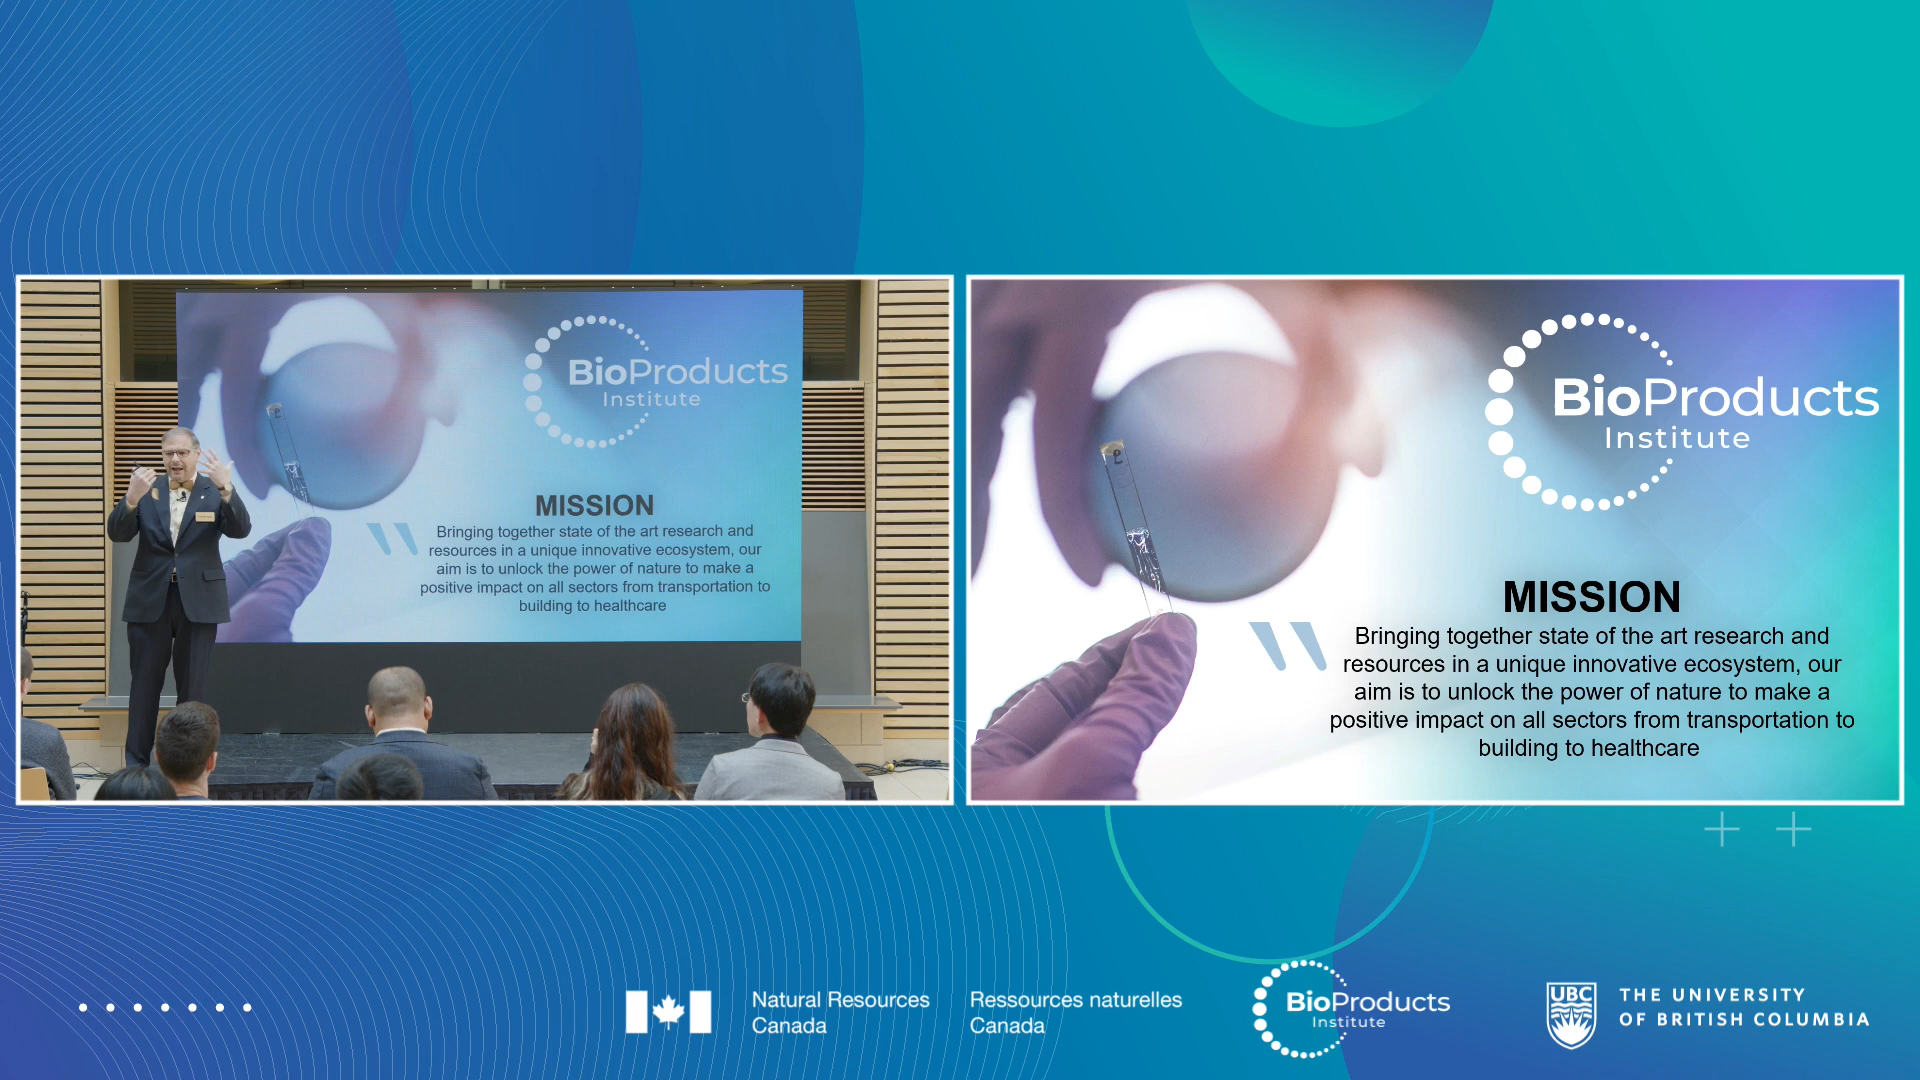 BioProducts
Institute
MISSION
Bringing together state of the art research and
resources in a unique innovative ecosystem, our
aim is to unlock the power of nature to make a
positive impact on all sectors from transportation to
building to healthcare
BioProducts
Institute
MISSION
Bringing together state of the art research and
resources in a unique innovative ecosystem, our
aim is to unlock the power of nature to make a
positive impact on all sectors from transportation to
building to healthcare
Natural Resources
Canada
Ressources naturelles
Canada
BioProducts
Institute
UBC
THE UNIVERSITY
OF BRITISH COLUMBIA